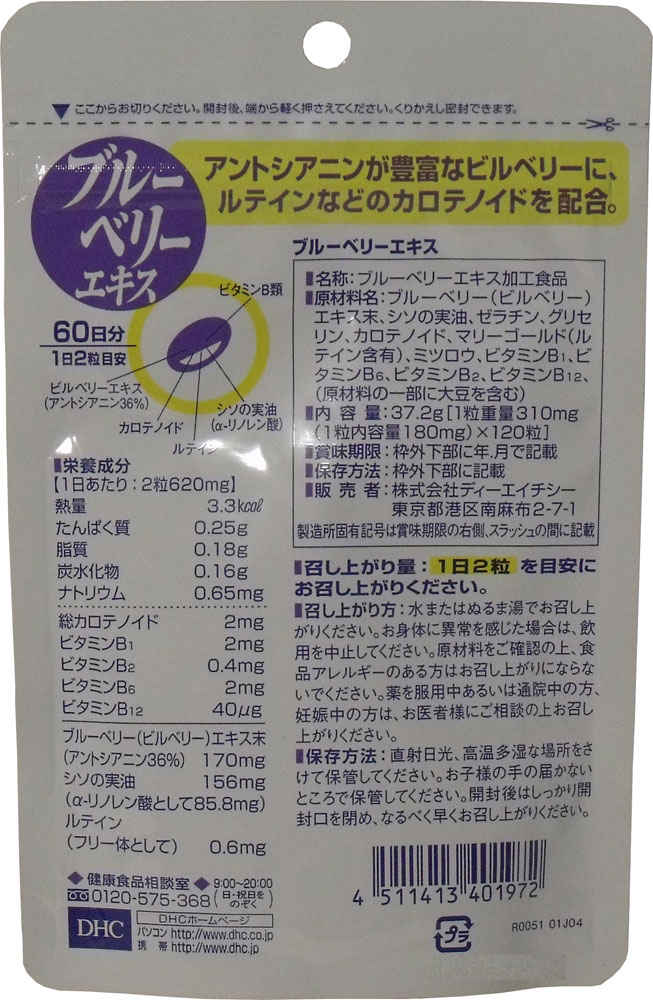 ▼ここからお切りください。開封後、端から軽く押さえてください。くりかえし密封できます。
ブルー
ベリー
エキス
アントシアニンが豊富なビルベリーに、
ルテインなどのカロテノイドを配合。
60日分
1日2粒目安
ビタミンB類
ビルベリーエキス
(アントシアニン36%)
カロテノイド
ルテイン
シソの実油
(α-リノレン酸)
■栄養成分
【1日あたり:2粒620mg】
熱量 3.3kcal
たんぱく質 0.25g
脂質 0.18g
炭水化物 0.16g
ナトリウム 0.65mg
総カロテノイド 2mg
ビタミンB1 2mg
ビタミンB2 0.4mg
ビタミンB6 2mg
ビタミンB12 40μg
ブルーベリー(ビルベリー)エキス末
(アントシアニン36%) 170mg
シソの実油 156mg
(α-リノレン酸として85.8mg)
ルテイン
(フリー体として) 0.6mg
◆健康食品相談室◆ 9:00~20:00
0120-575-368 (日・祝日をのぞく)
DHC
DHCホームページ
パソコン http://www.dhc.co.jp
携帯 http://www.dhc.jp
ブルーベリーエキス
■名称:ブルーベリーエキス加工食品
■原材料名:ブルーベリー(ビルベリー)
エキス末、シソの実油、ゼラチン、グリセ
リン、カロテノイド、マリーゴールド(ル
テイン含有)、ミツロウ、ビタミンB1、ビ
タミンB6、ビタミンB2、ビタミンB12、
(原材料の一部に大豆を含む)
■内容量:37.2g[1粒重量310mg
(1粒内容量180mg)×120粒]
■賞味期限:枠外下部に年.月で記載
■保存方法:枠外下部に記載
■販売者:株式会社ディーエイチシー
東京都港区南麻布2-7-1
製造所固有記号は賞味期限の右側、スラッシュの間に記載
■召し上がり量:1日2粒を目安に
お召し上がりください。
■召し上がり方:水またはぬるま湯でお召し上
がりください。お身体に異常を感じた場合は、飲
用を中止してください。原材料をご確認の上、食
品アレルギーのある方はお召し上がりにならな
いでください。薬を服用中あるいは通院中の方、
妊娠中の方は、お医者様にご相談の上お召し
上がりください。
■保存方法:直射日光、高温多湿な場所をさ
けて保管してください。お子様の手の届かない
ところで保管してください。開封後はしっかり開
封口を閉め、なるべく早くお召し上がりください。
4 511413 401972
プラ
R0051 01J04